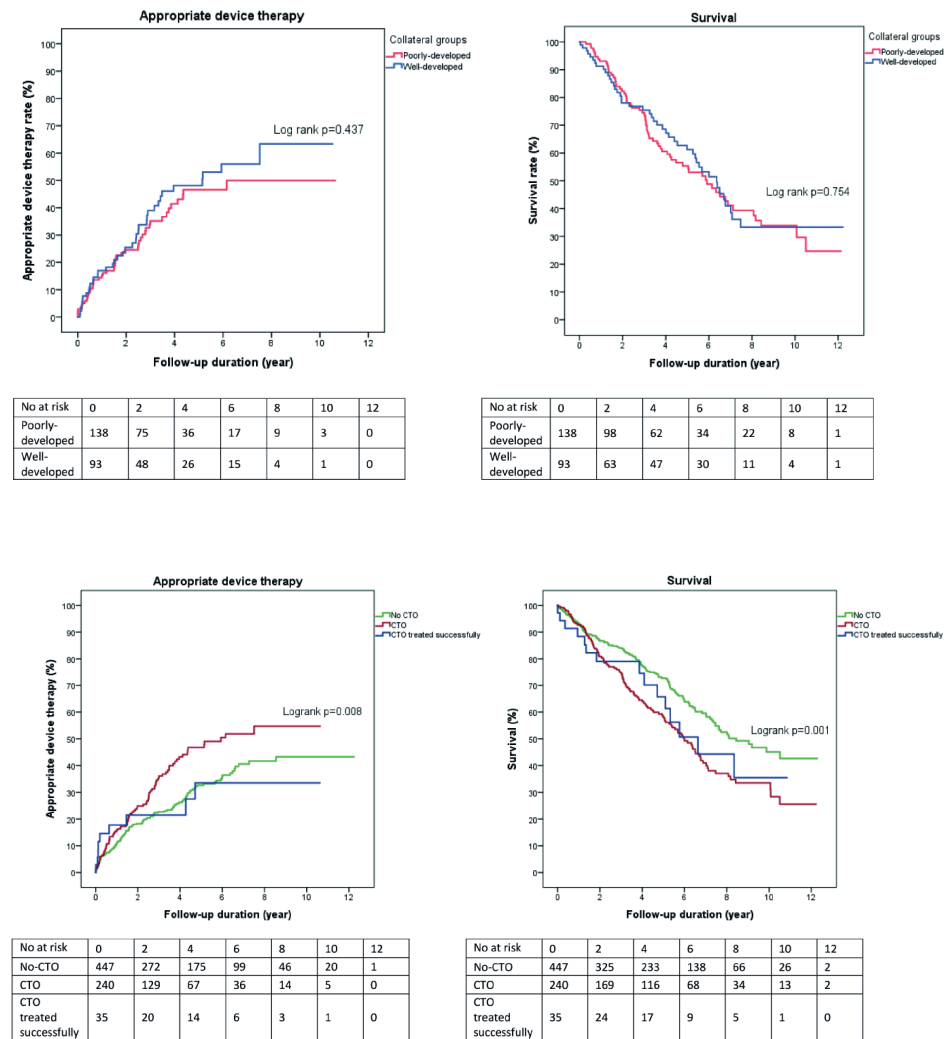 Appropriate device therapy
Collateral groups
Poorly-developed
Well-developed
Log rank p=0.437
Appropriate device therapy rate (%)
100
90
80
70
60
50
40
30
20
10
0
0 2 4 6 8 10 12
Follow-up duration (year)
Survival
Collateral groups
Poorly-developed
Well-developed
Log rank p=0.754
Survival rate (%)
100
90
80
70
60
50
40
30
20
10
0
0 2 4 6 8 10 12
Follow-up duration (year)
No at risk 0 2 4 6 8 10 12
Poorly-
developed 138 75 36 17 9 3 0
Well-
developed 93 48 26 15 4 1 0
No at risk 0 2 4 6 8 10 12
Poorly-
developed 138 98 62 34 22 8 1
Well-
developed 93 63 47 30 11 4 1
Appropriate device therapy
No CTO
CTO
CTO treated successfully
Logrank p=0.008
Appropriate device therapy (%)
100
90
80
70
60
50
40
30
20
10
0
0 2 4 6 8 10 12
Follow-up duration (year)
Survival
No CTO
CTO
CTO treated successfully
Logrank p=0.001
Survival (%)
100
90
80
70
60
50
40
30
20
10
0
0 2 4 6 8 10 12
Follow-up duration (year)
No at risk 0 2 4 6 8 10 12
No-CTO 447 272 175 99 46 20 1
CTO 240 129 67 36 14 5 0
CTO
treated 35 20 14 6 3 1 0
successfully
No at risk 0 2 4 6 8 10 12
No-CTO 447 325 233 138 66 26 2
CTO 240 169 116 68 34 13 2
CTO
treated 35 24 17 9 5 1 0
successfully